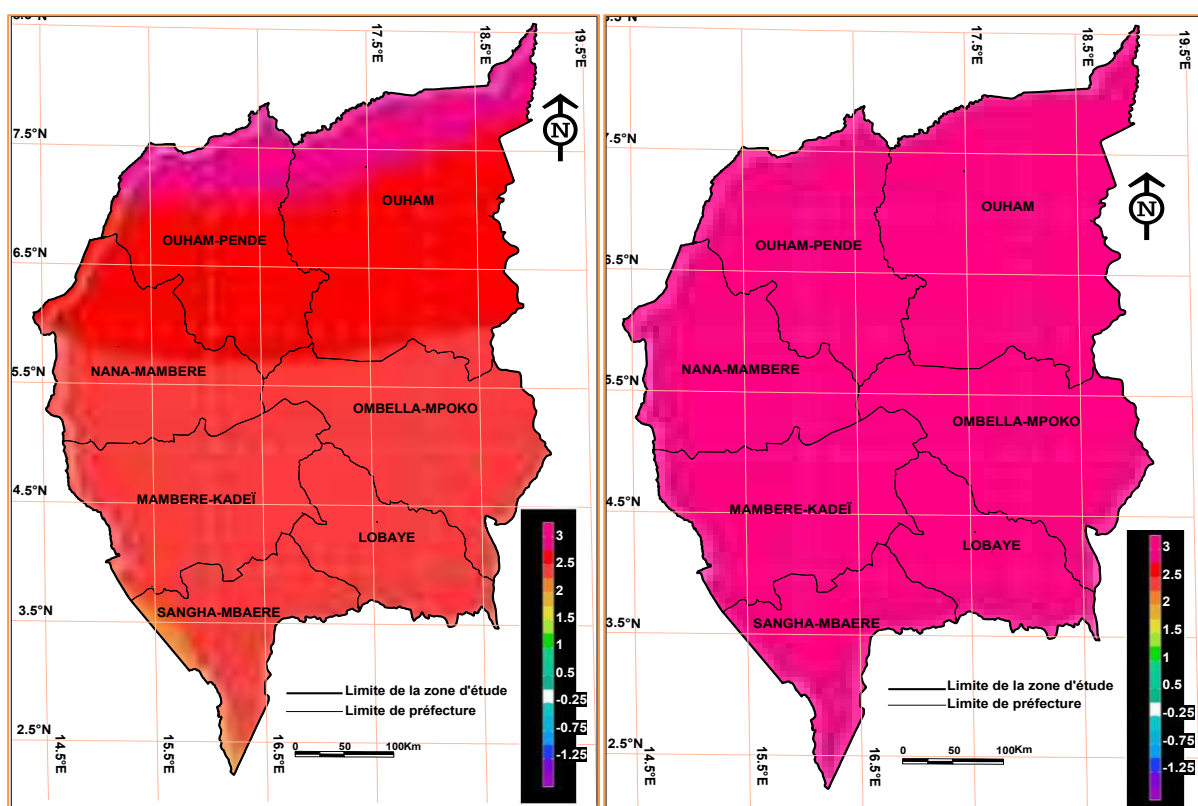 8.5°N
17.5°E
18.5°E
19.5°E
N
7.5°N
OUHAM
OUHAM-PENDE
6.5°N
NANA-MAMBERE
5.5°N
OMBELLA-MPOKO
MAMBERE-KADEÏ
4.5°N
LOBAYE
SANGHA-MBAERE
3.5°N
Limite de la zone d'étude
Limite de préfecture
2.5°N
0 50 100Km
14.5°E
15.5°E
16.5°E
3
2.5
2
1.5
1
0.5
-0.25
-0.75
-1.25
8.5°N
17.5°E
18.5°E
19.5°E
7.5°N
N
OUHAM
OUHAM-PENDE
6.5°N
NANA-MAMBERE
5.5°N
OMBELLA-MPOKO
MAMBERE-KADEÏ
4.5°N
LOBAYE
SANGHA-MBAERE
3.5°N
Limite de la zone d'étude
Limite de préfecture
2.5°N
0 50 100Km
14.5°E
15.5°E
16.5°E
3
2.5
2
1.5
1
0.5
-0.25
-0.75
-1.25